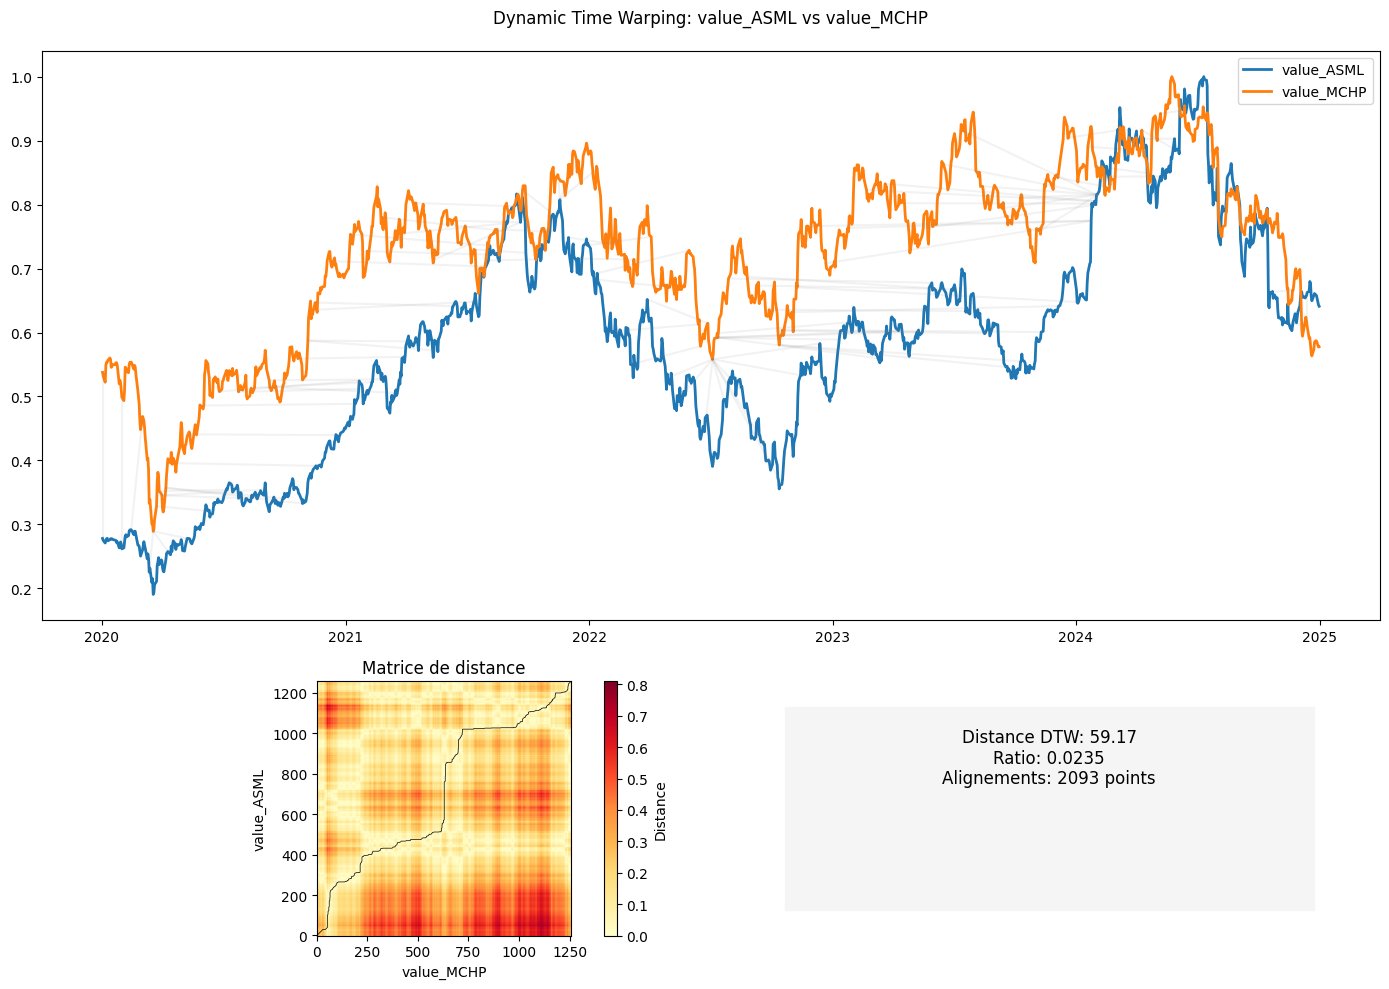 Dynamic Time Warping: value_ASML vs value_MCHP
value_ASML
value_MCHP
1.0
0.9
0.8
0.7
0.6
0.5
0.4
0.3
0.2
2020 2021 2022 2023 2024 2025
Matrice de distance
1200
1000
800
600
400
200
0
value_ASML
0 250 500 750 1000 1250
value_MCHP
0.8
0.7
0.6
0.5
0.4
0.3
0.2
0.1
0.0
Distance
Distance DTW: 59.17
Ratio: 0.0235
Alignements: 2093 points